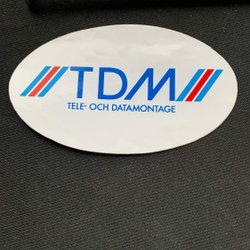 TDM
TELE- OCH DATAMONTAGE